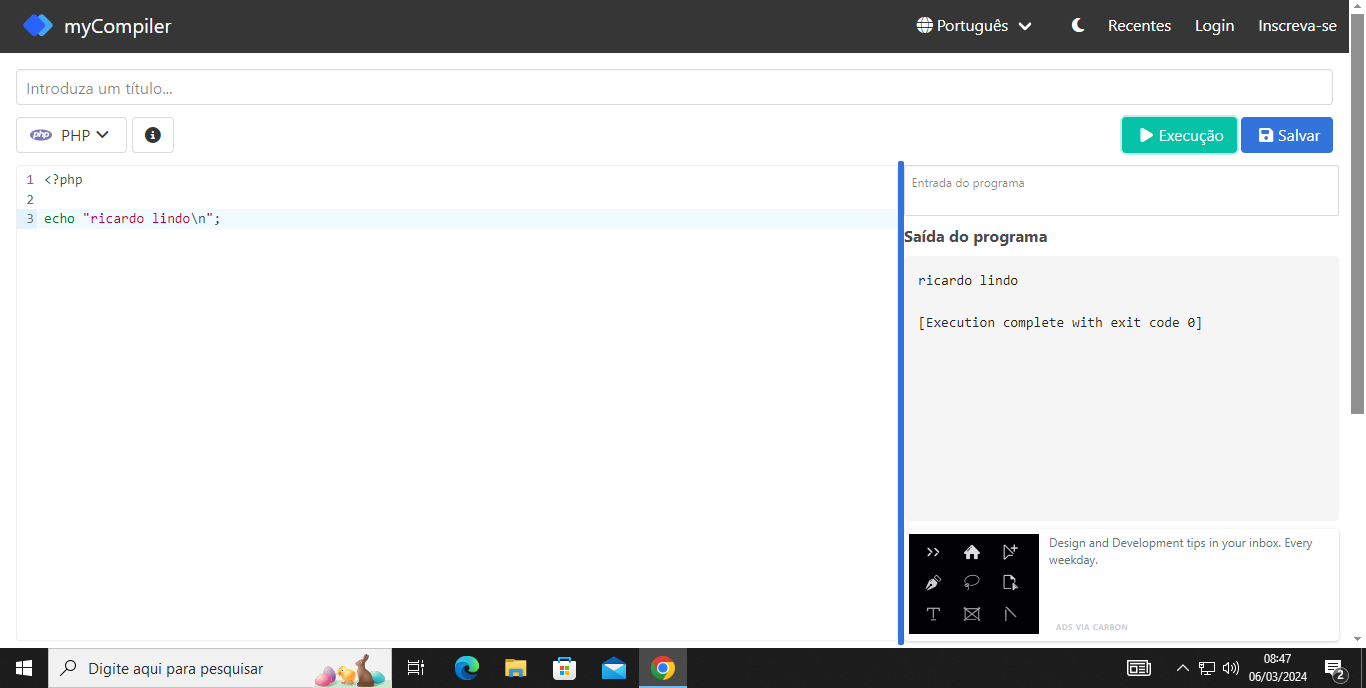 myCompiler
Português
Recentes
Login
Inscreva-se
Introduza um título...
php PHP
Execução
Salvar
1 <?php
2
3 echo "ricardo lindo\n";
Entrada do programa
Saída do programa
ricardo lindo
[Execution complete with exit code 0]
Design and Development tips in your inbox. Every
weekday.
ADS VIA CARBON
Digite aqui para pesquisar
08:47
06/03/2024
2